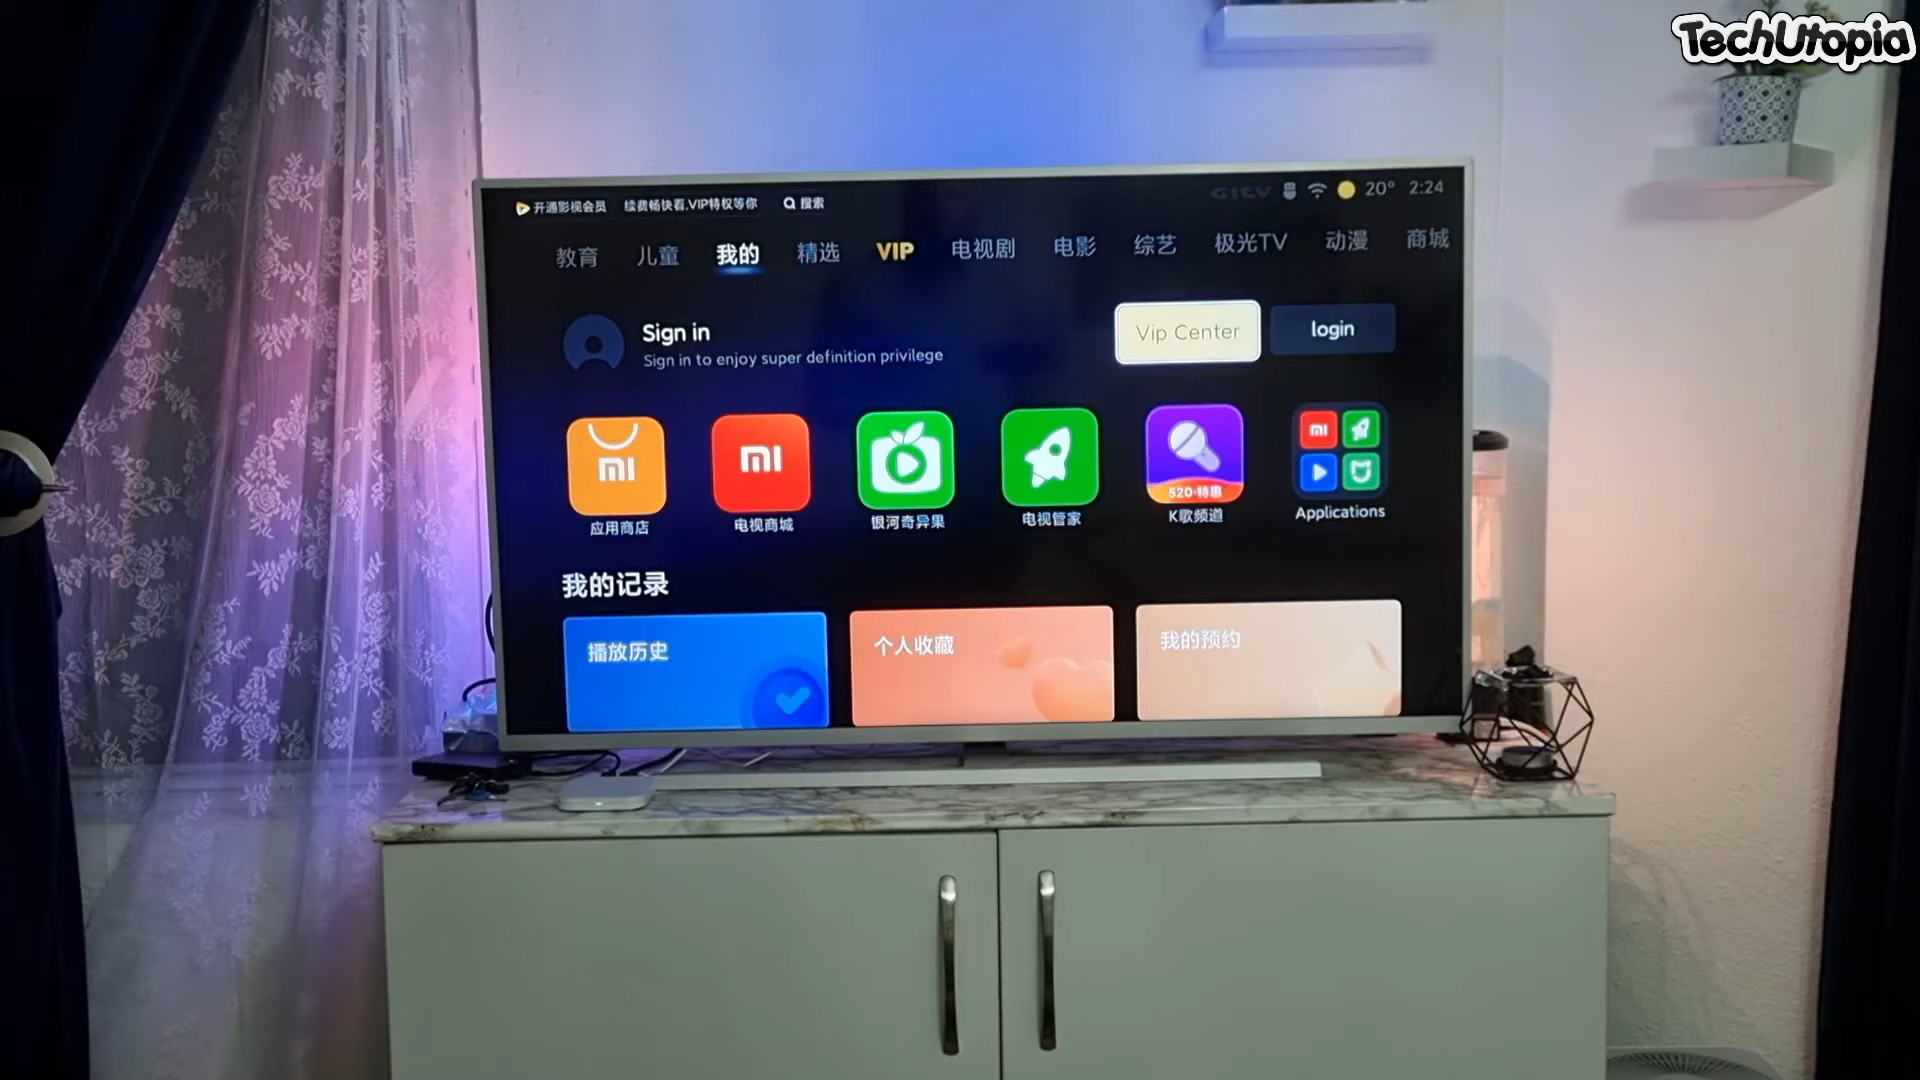 TechUtopia
开通影视会员 续费畅快看,VIP特权等你 搜索
GITV 20° 2:24
教育 儿童 我的 精选 VIP 电视剧 电影 综艺 极光TV 动漫 商城
Sign in
Sign in to enjoy super definition privilege
Vip Center login
520·特惠
应用商店 电视商城 银河奇异果 电视管家 K歌频道 Applications
我的记录
播放历史 个人收藏 我的预约